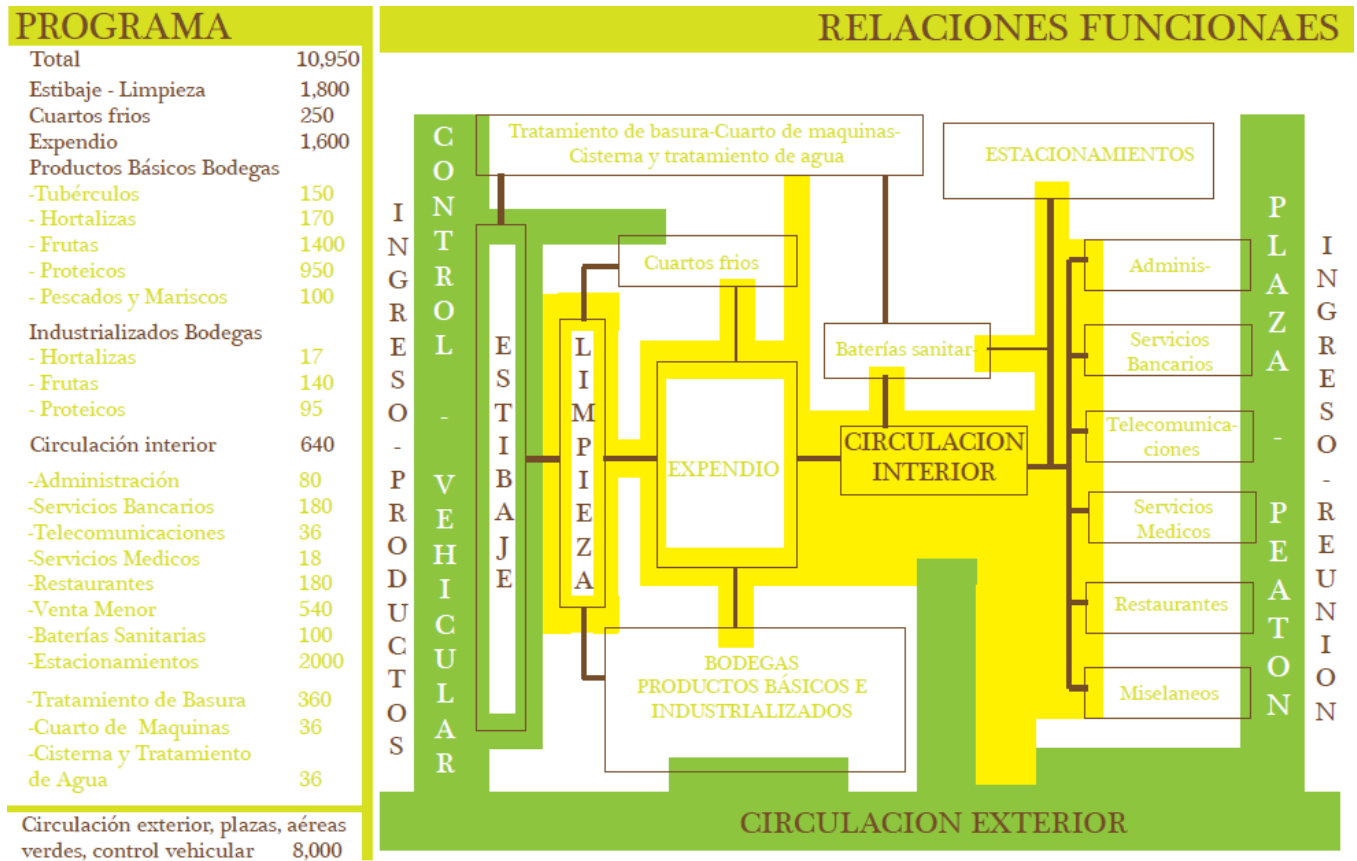 PROGRAMA
Total 10,950
Estibaje - Limpieza 1,800
Cuartos frios 250
Expendio 1,600
Productos Básicos Bodegas
-Tubérculos 150
- Hortalizas 170
- Frutas 1400
- Proteicos 950
- Pescados y Mariscos 100
Industrializados Bodegas
- Hortalizas 17
- Frutas 140
- Proteicos 95
Circulación interior 640
-Administración 80
-Servicios Bancarios 180
-Telecomunicaciones 36
-Servicios Medicos 18
-Restaurantes 180
-Venta Menor 540
-Baterías Sanitarias 100
-Estacionamientos 2000
-Tratamiento de Basura 360
-Cuarto de Maquinas 36
-Cisterna y Tratamiento
de Agua 36
Circulación exterior, plazas, aéreas
verdes, control vehicular 8,000
RELACIONES FUNCIONAES
INGRESO-PRODUCTOS
CONTROL - VEHICULAR
Tratamiento de basura-Cuarto de maquinas-
Cisterna y tratamiento de agua
ESTACIONAMIENTOS
ESTIBAJE
LIMPIEZA
Cuartos frios
Baterías sanitar-
EXPENDIO
CIRCULACION
INTERIOR
BODEGAS
PRODUCTOS BÁSICOS E
INDUSTRIALIZADOS
Adminis-
Servicios
Bancarios
Telecomunica-
ciones
Servicios
Medicos
Restaurantes
Miselaneos
PLAZA - PEATON
INGRESO-REUNION
CIRCULACION EXTERIOR